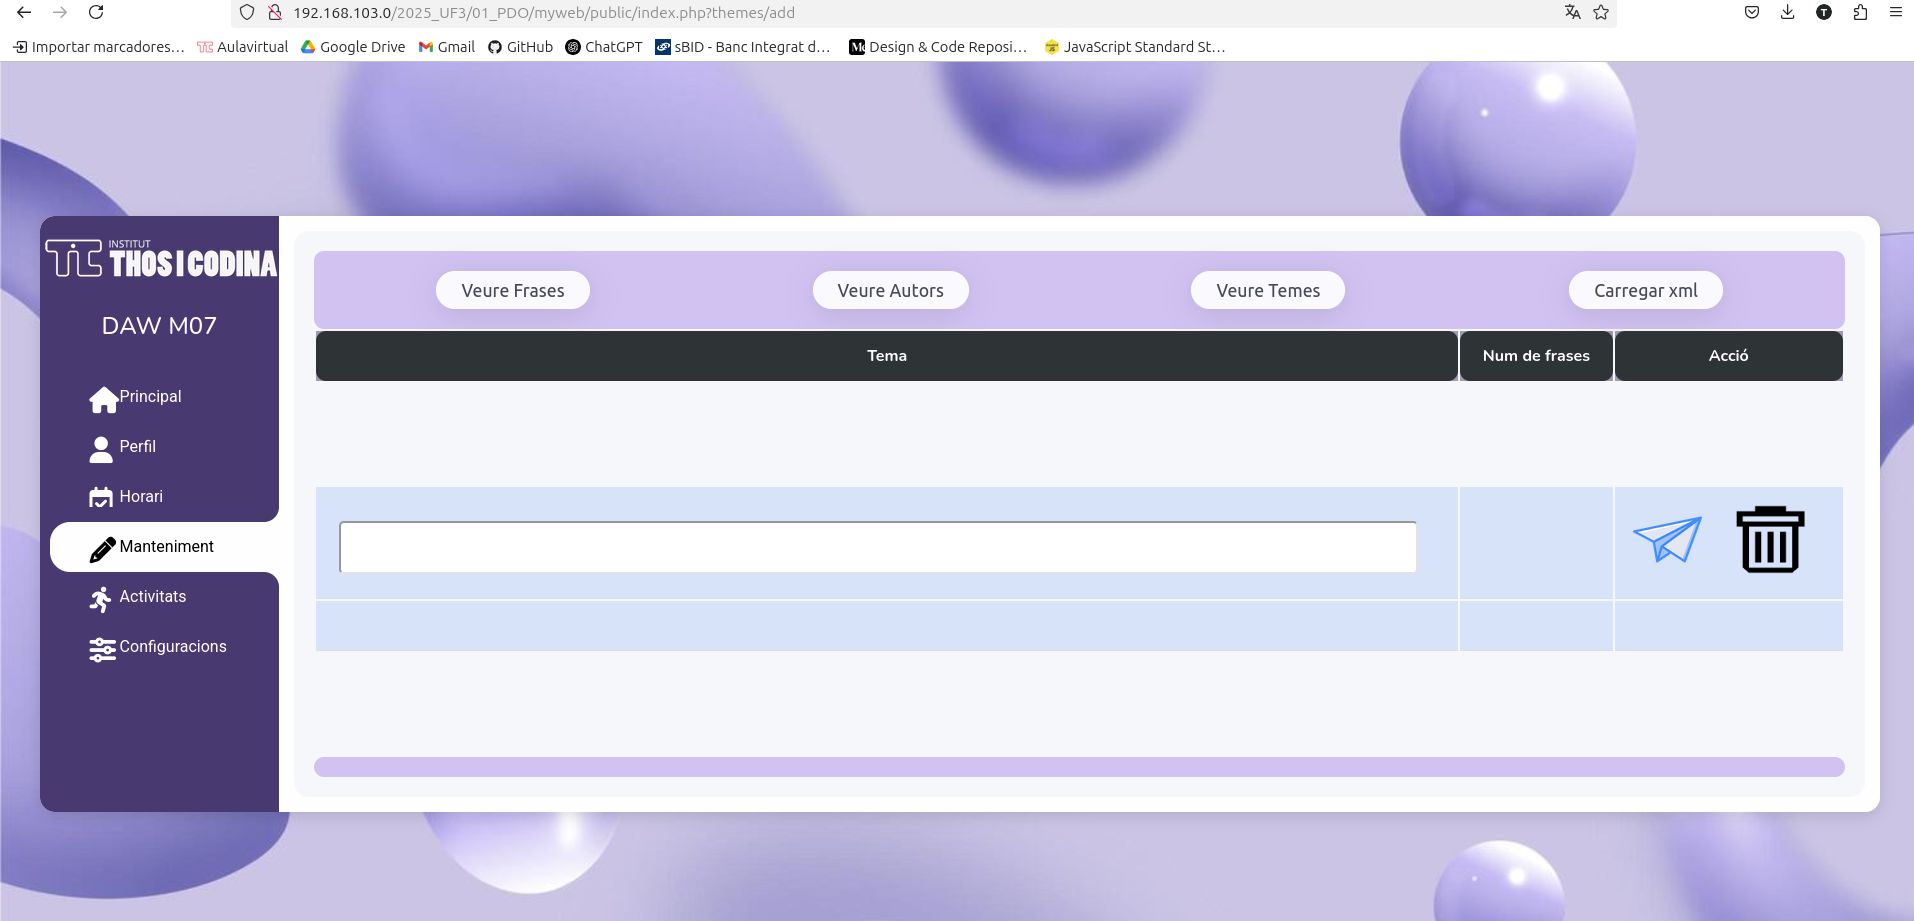 192.168.103.0/2025_UF3/01_PDO/myweb/public/index.php?themes/add
Importar marcadores… Aulavirtual Google Drive Gmail GitHub ChatGPT sBID - Banc Integrat d… Design & Code Reposi… JavaScript Standard St…
INSTITUT
THOS I CODINA
DAW M07
Principal
Perfil
Horari
Manteniment
Activitats
Configuracions
Veure Frases Veure Autors Veure Temes Carregar xml
Tema Num de frases Acció